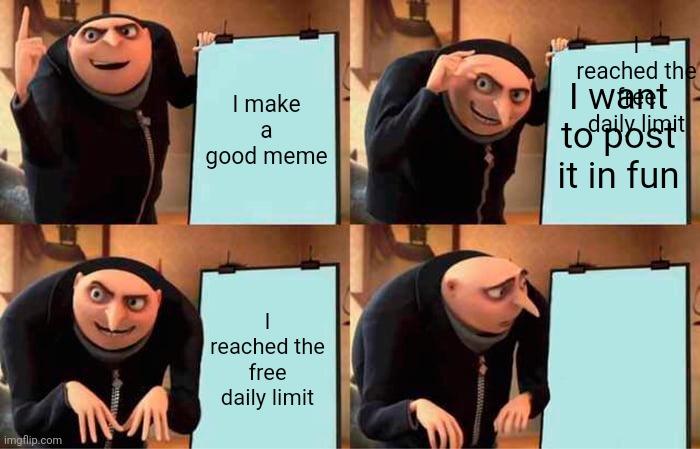 I make
a
good meme
I
reached the
free
daily limit
I want
to post
it in fun
I
reached the
free
daily limit
imgflip.com